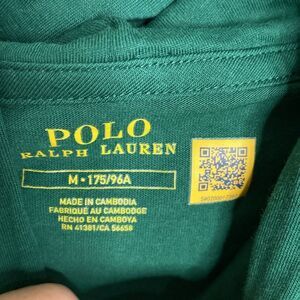 POLO
RALPH LAUREN
M • 175/96A
MADE IN CAMBODIA
FABRIQUÉ AU CAMBODGE
HECHO EN CAMBOYA
RN 41381/CA 56658